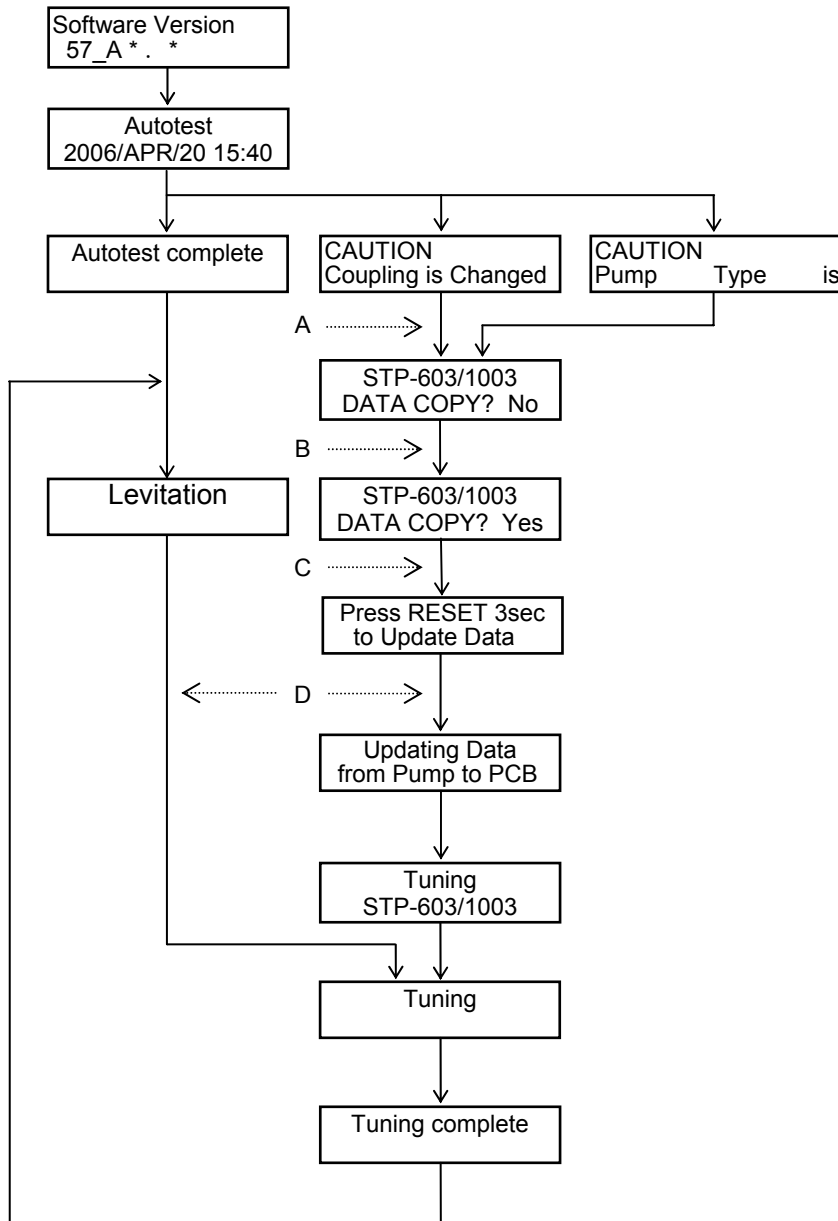 Software Version
57_A * . *
Autotest
2006/APR/20 15:40
Autotest complete
CAUTION
Coupling is Changed
CAUTION
Pump Type is
A
STP-603/1003
DATA COPY? No
B
Levitation
STP-603/1003
DATA COPY? Yes
C
Press RESET 3sec
to Update Data
D
Updating Data
from Pump to PCB
Tuning
STP-603/1003
Tuning
Tuning complete